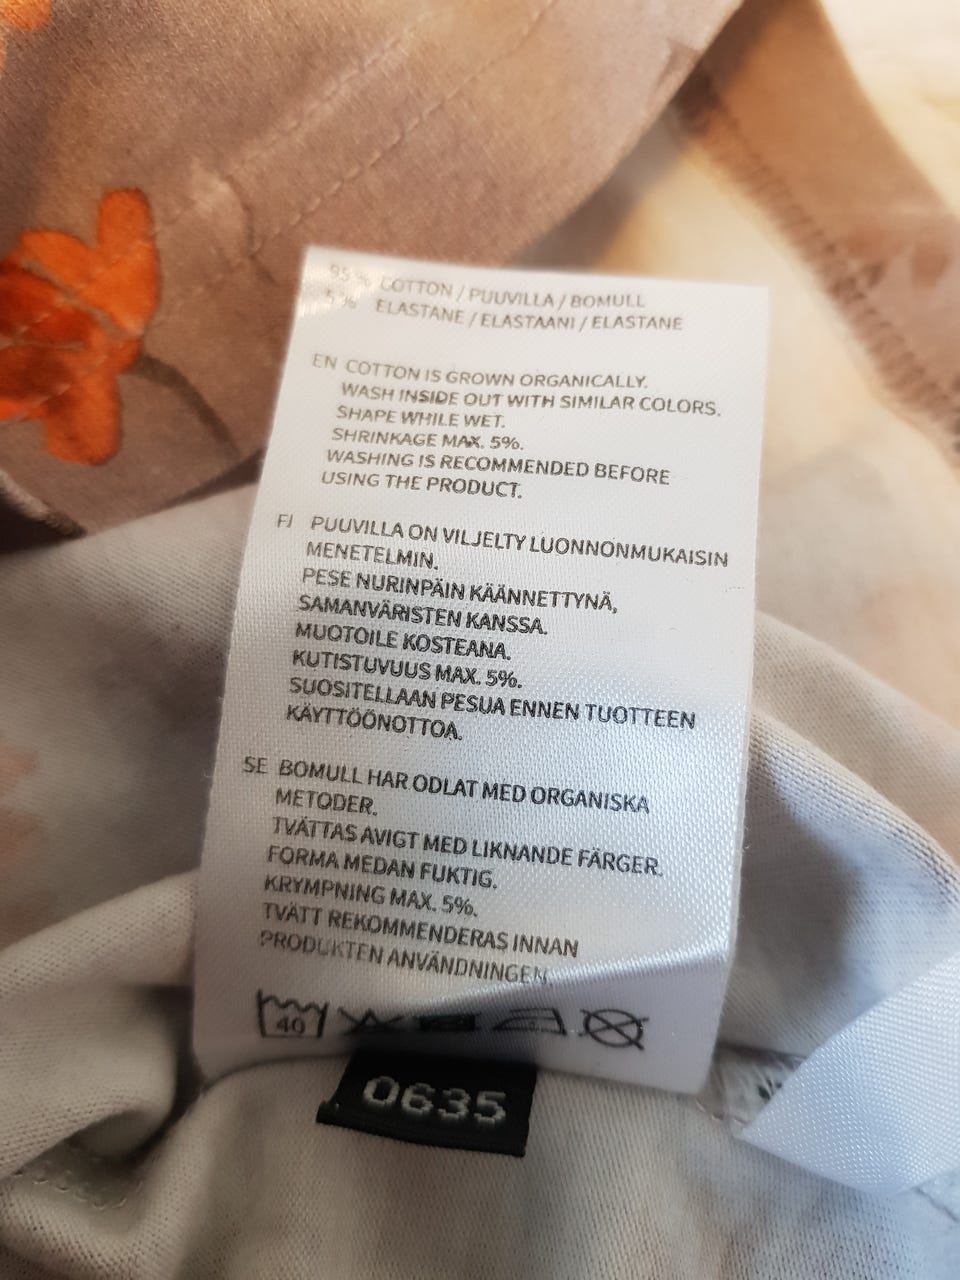 95% COTTON / PUUVILLA / BOMULL
5% ELASTANE / ELASTAANI / ELASTANE
EN COTTON IS GROWN ORGANICALLY.
WASH INSIDE OUT WITH SIMILAR COLORS.
SHAPE WHILE WET.
SHRINKAGE MAX. 5%.
WASHING IS RECOMMENDED BEFORE
USING THE PRODUCT.
FI PUUVILLA ON VILJELTY LUONNONMUKAISIN
MENETELMIN.
PESE NURINPÄIN KÄÄNNETTYNÄ,
SAMANVÄRISTEN KANSSA.
MUOTOILE KOSTEANA.
KUTISTUVUUS MAX. 5%.
SUOSITELLAAN PESUA ENNEN TUOTTEEN
KÄYTTÖÖNOTTOA.
SE BOMULL HAR ODLAT MED ORGANISKA
METODER.
TVÄTTAS AVIGT MED LIKNANDE FÄRGER.
FORMA MEDAN FUKTIG.
KRYMPNING MAX. 5%.
TVÄTT REKOMMENDERAS INNAN
PRODUKTEN ANVÄNDNINGEN.
40
0635